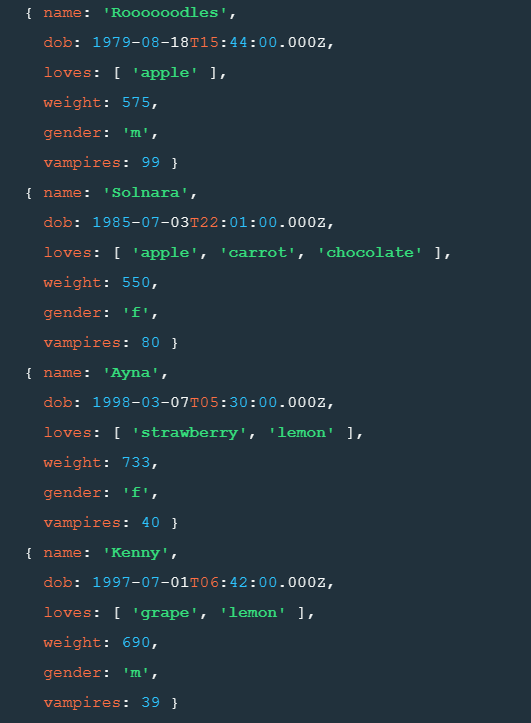 { name: 'Roooooodles',
dob: 1979-08-18T15:44:00.000Z,
loves: [ 'apple' ],
weight: 575,
gender: 'm',
vampires: 99 }
{ name: 'Solnara',
dob: 1985-07-03T22:01:00.000Z,
loves: [ 'apple', 'carrot', 'chocolate' ],
weight: 550,
gender: 'f',
vampires: 80 }
{ name: 'Ayna',
dob: 1998-03-07T05:30:00.000Z,
loves: [ 'strawberry', 'lemon' ],
weight: 733,
gender: 'f',
vampires: 40 }
{ name: 'Kenny',
dob: 1997-07-01T06:42:00.000Z,
loves: [ 'grape', 'lemon' ],
weight: 690,
gender: 'm',
vampires: 39 }